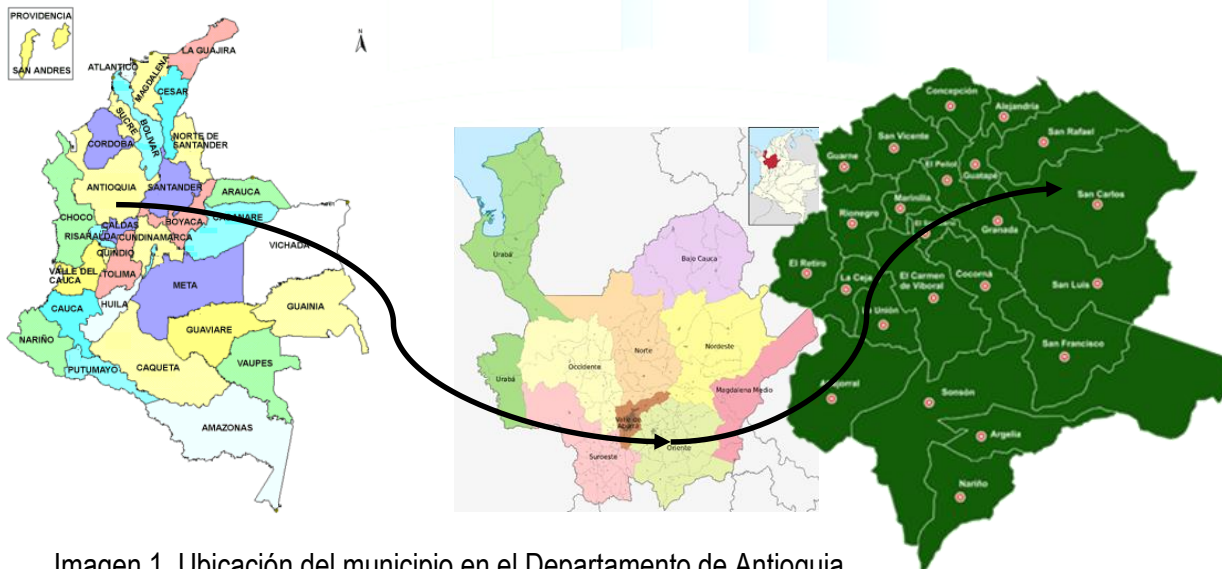 PROVIDENCIA
SAN ANDRES
N
LA GUAJIRA
ATLANTICO
MAGDALENA
CESAR
SUCRE
BOLIVAR
NORTE DE
SANTANDER
CORDOBA
ANTIOQUIA
SANTANDER
ARAUCA
CHOCO
CALDAS
BOYACA
CASANARE
RISARALDA
CUNDINAMARCA
VICHADA
QUINDIO
VALLE DEL
CAUCA
TOLIMA
META
HUILA
CAUCA
GUAINIA
GUAVIARE
NARIÑO
VAUPES
PUTUMAYO
CAQUETA
AMAZONAS
Urabá
Bajo Cauca
Norte
Nordeste
Occidente
Urabá
Magdalena Medio
Valle de
Aburrá
Suroeste
Oriente
Concepción
Alejandría
San Vicente
San Rafael
Guarne
El Peñol
Guatapé
San Carlos
Marinilla
Rionegro
Granada
El Retiro
La Ceja
El Carmen
de Viboral
Cocorná
San Luis
Unión
San Francisco
Sonsón
Argelia
Nariño
Imagen 1. Ubicación del municipio en el Departamento de Antioquia